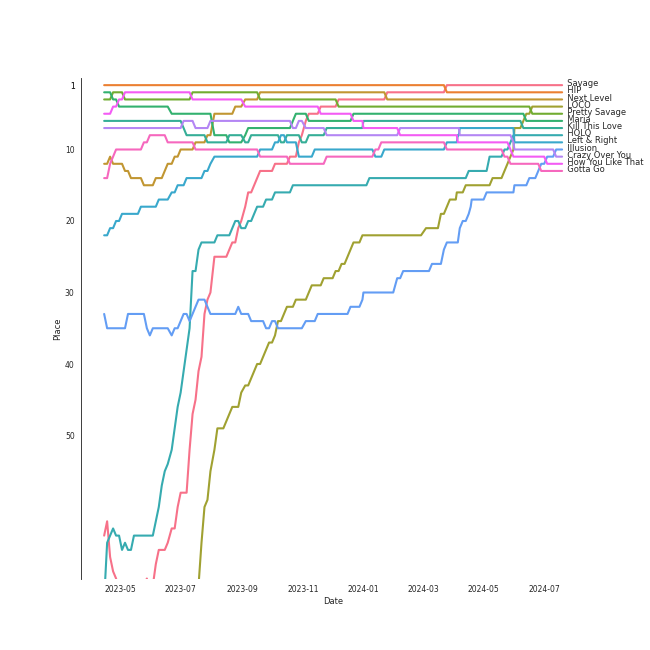 Savage
HIP
Next Level
LOCO
Pretty Savage
Maria
Kill This Love
HOLO
Left & Right
Illusion
Crazy Over You
How You Like That
Gotta Go
1
10
20
30
40
50
Place
2023-05
2023-07
2023-09
2023-11
2024-01
2024-03
2024-05
2024-07
Date